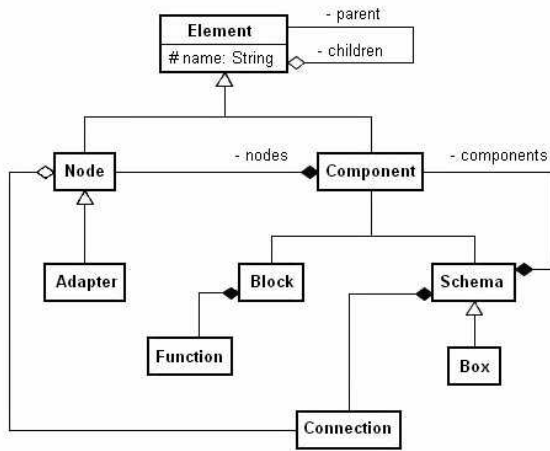 - parent
Element
# name: String
- children
- nodes
- components
Node
Component
Adapter
Block
Schema
Function
Box
Connection